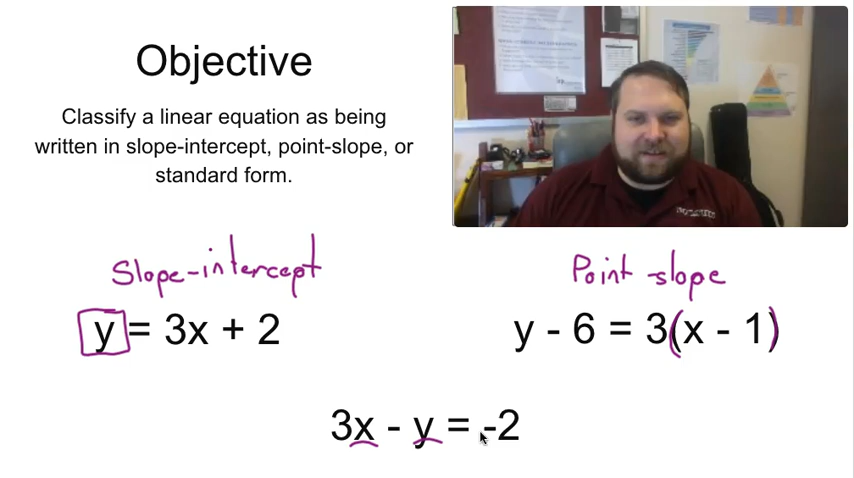 Objective
Classify a linear equation as being
written in slope-intercept, point-slope, or
standard form.
Slope-intercept
y = 3x + 2
Point-slope
y - 6 = 3(x - 1)
3x - y = -2